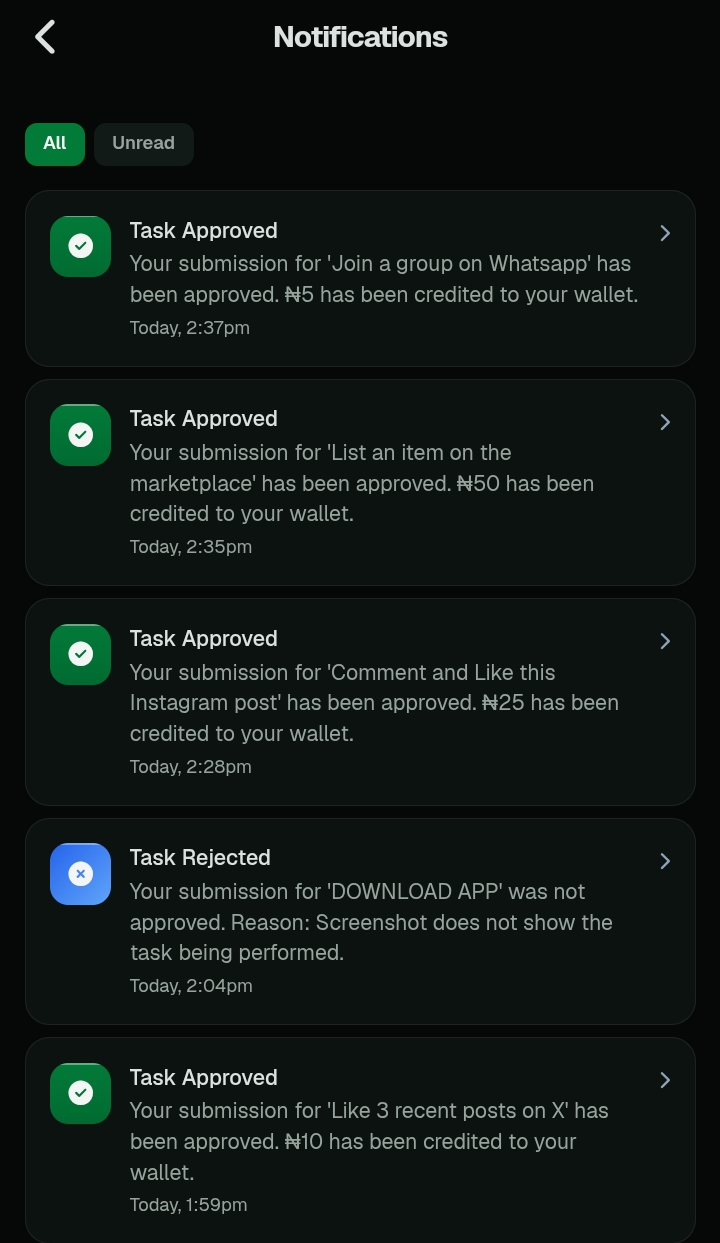 Notifications
All
Unread
Task Approved
Your submission for 'Join a group on Whatsapp' has
been approved. ₦5 has been credited to your wallet.
Today, 2:37pm
Task Approved
Your submission for 'List an item on the
marketplace' has been approved. ₦50 has been
credited to your wallet.
Today, 2:35pm
Task Approved
Your submission for 'Comment and Like this
Instagram post' has been approved. ₦25 has been
credited to your wallet.
Today, 2:28pm
Task Rejected
Your submission for 'DOWNLOAD APP' was not
approved. Reason: Screenshot does not show the
task being performed.
Today, 2:04pm
Task Approved
Your submission for 'Like 3 recent posts on X' has
been approved. ₦10 has been credited to your
wallet.
Today, 1:59pm